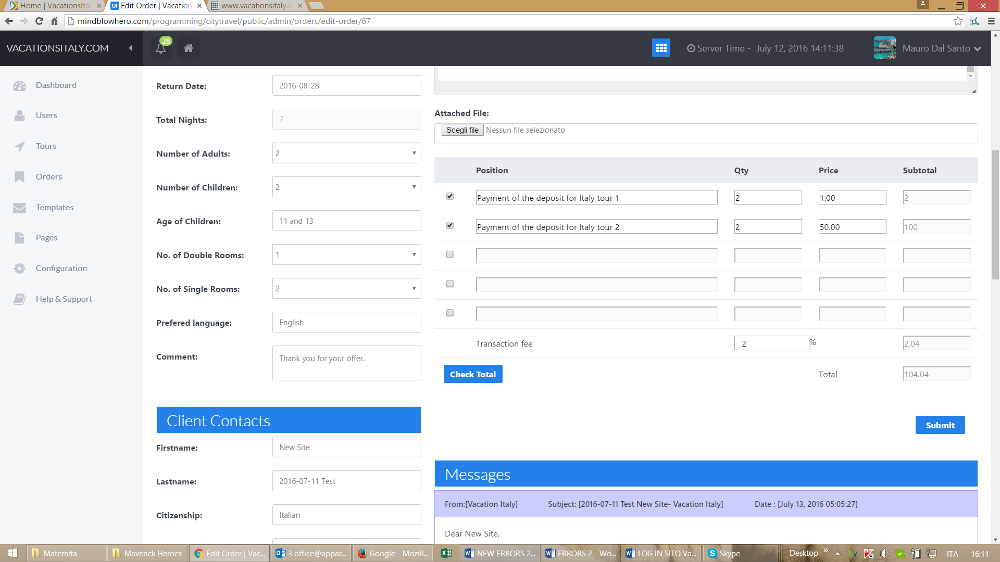 Home | VacationsItal
Edit Order | Vacation
www.vacationsitaly.c
mindblowhero.com/programming/citytravel/public/admin/orders/edit-order/67
VACATIONSITALY.COM
28
Server Time - July 12, 2016 14:11:38
Mauro Dal Santo
Dashboard
Users
Tours
Orders
Templates
Pages
Configuration
Help & Support
Return Date:
2016-08-28
Total Nights:
7
Number of Adults:
2
Number of Children:
2
Age of Children:
11 and 13
No. of Double Rooms:
1
No. of Single Rooms:
2
Prefered language:
English
Comment:
Thank you for your offer.
Client Contacts
Firstname:
New Site
Lastname:
2016-07-11 Test
Citizenship:
Italian
Attached File:
Scegli file Nessun file selezionato
Position Qty Price Subtotal
Payment of the deposit for Italy tour 1 2 1.00 2
Payment of the deposit for Italy tour 2 2 50.00 100
Transaction fee 2 % 2,04
Check Total Total 104.04
Submit
Messages
From:[Vacation Italy] Subject: [2016-07-11 Test New Site- Vacation Italy] Date : [July 13, 2016 05:05:27]
Dear New Site,
Maternita
Maverick Heroes
Edit Order | Vac...
3 office@appar...
Google - Mozill...
NEW ERRORS 2...
ERRORS 2 - Wo...
LOG IN SITO Va...
Skype
Desktop
ITA
16:11